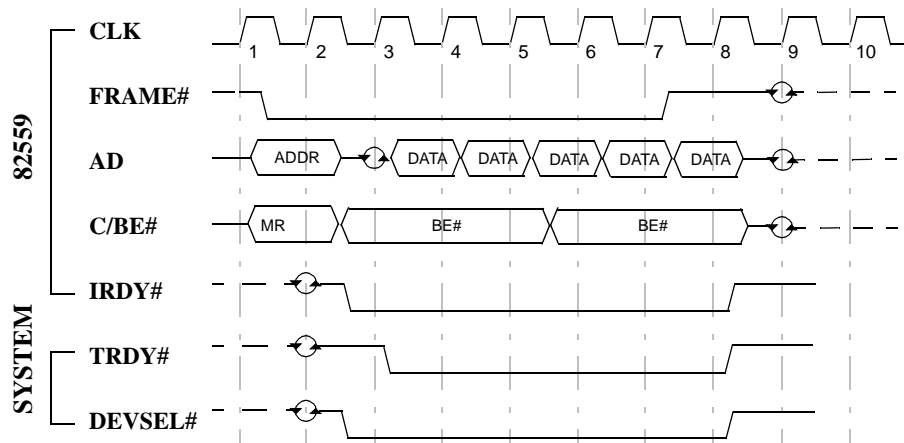 CLK
1 2 3 4 5 6 7 8 9 10
FRAME#
82559
AD
ADDR DATA DATA DATA DATA DATA
C/BE#
MR BE# BE#
IRDY#
SYSTEM
TRDY#
DEVSEL#